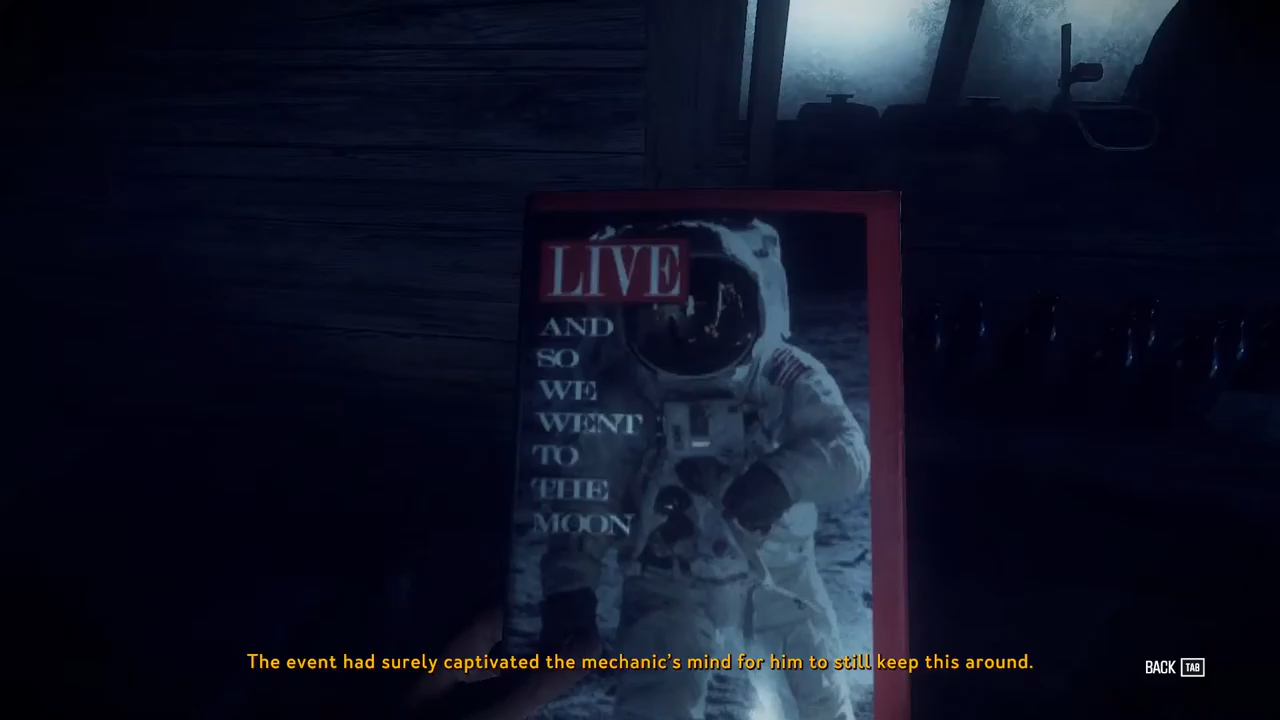 LIVE
AND
SO
WE
WENT
TO
THE
MOON
The event had surely captivated the mechanic's mind for him to still keep this around.
BACK TAB